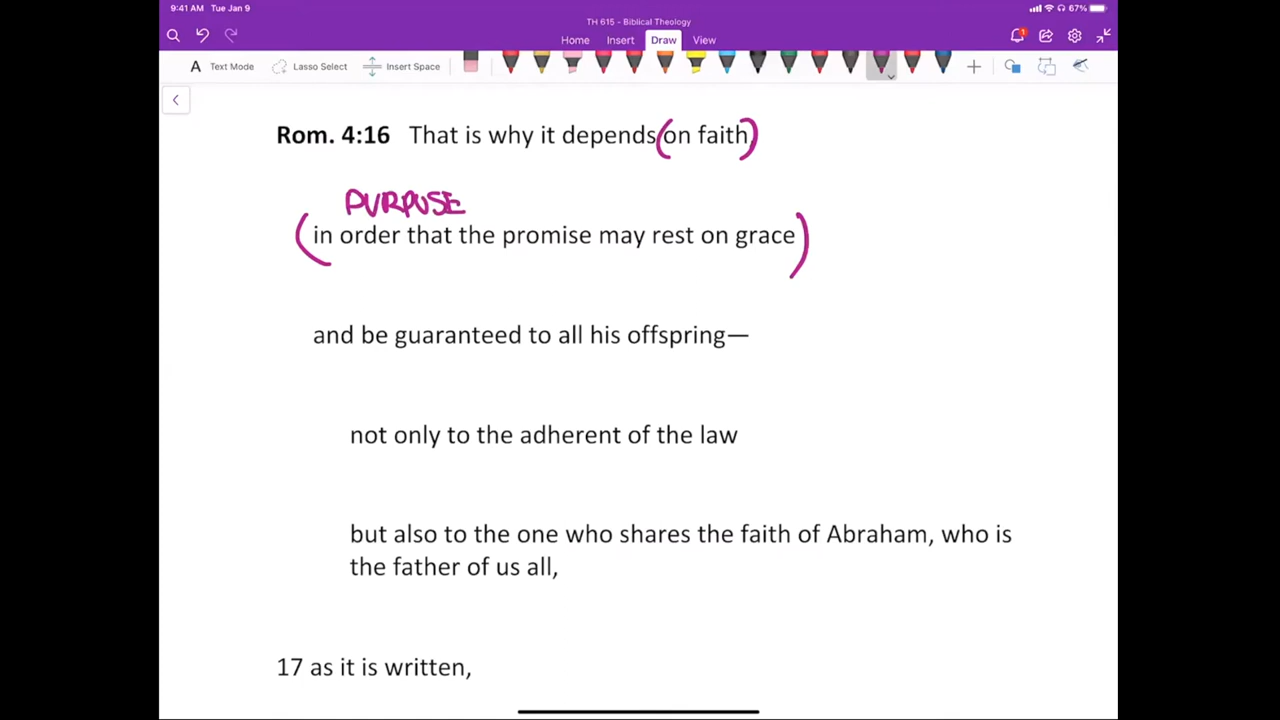 9:41 AM Tue Jan 9
67%
TH 615 - Biblical Theology
Home Insert Draw View
1
A Text Mode Lasso Select Insert Space
Rom. 4:16 That is why it depends (on faith,)
PURPOSE
(in order that the promise may rest on grace)
and be guaranteed to all his offspring—
not only to the adherent of the law
but also to the one who shares the faith of Abraham, who is
the father of us all,
17 as it is written,